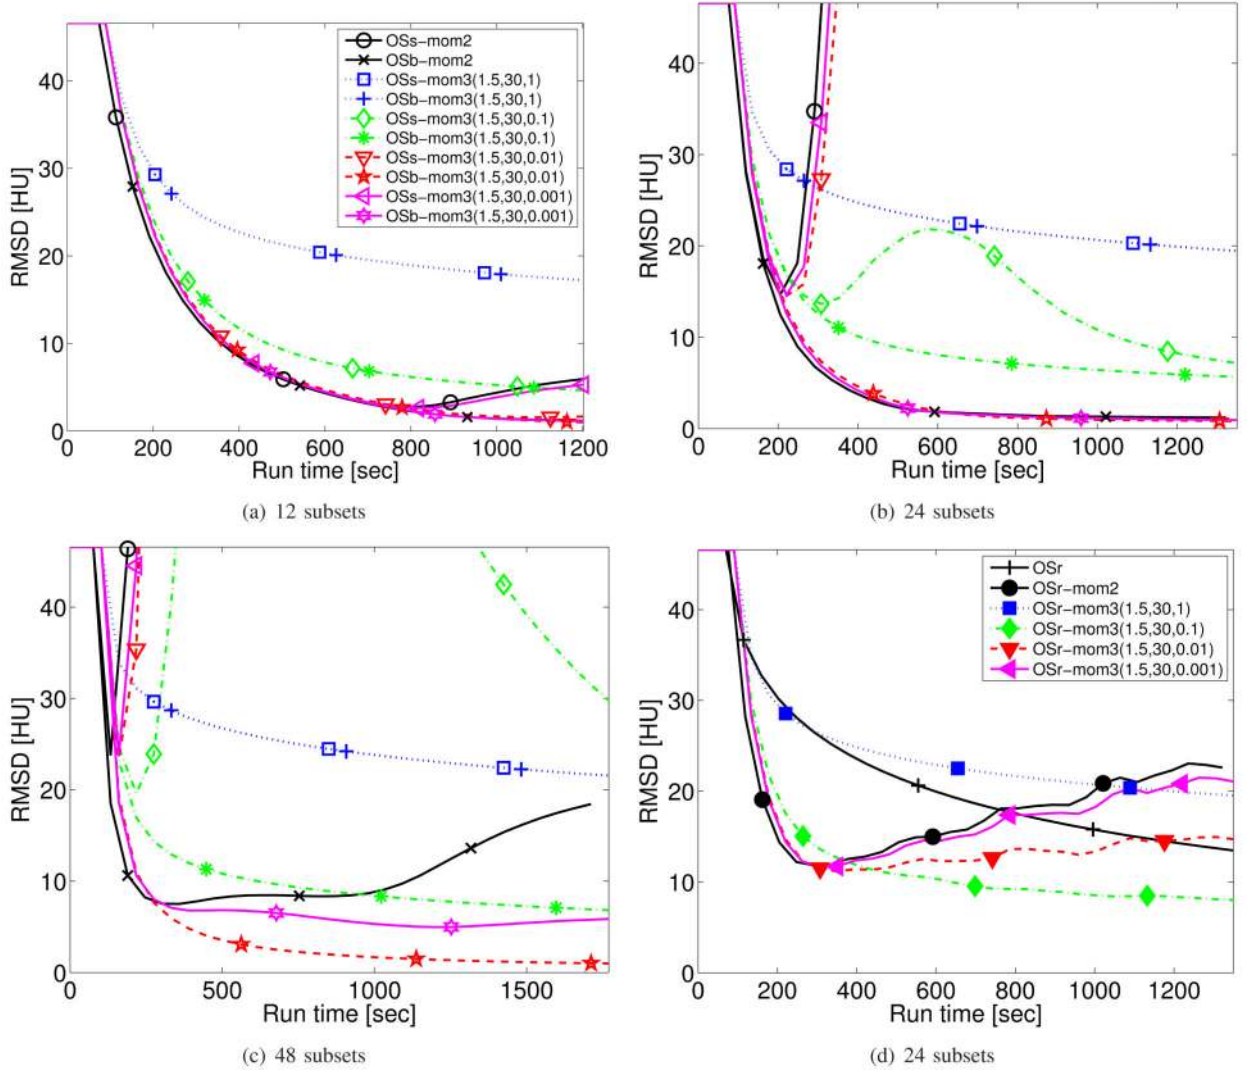 40
30
20
10
0
RMSD [HU]
OSs-mom2
OSb-mom2
OSs-mom3(1.5,30,1)
OSb-mom3(1.5,30,1)
OSs-mom3(1.5,30,0.1)
OSb-mom3(1.5,30,0.1)
OSs-mom3(1.5,30,0.01)
OSb-mom3(1.5,30,0.01)
OSs-mom3(1.5,30,0.001)
OSb-mom3(1.5,30,0.001)
0 200 400 600 800 1000 1200
Run time [sec]
(a) 12 subsets
40
30
20
10
0
RMSD [HU]
0 200 400 600 800 1000 1200
Run time [sec]
(b) 24 subsets
40
30
20
10
0
RMSD [HU]
0 500 1000 1500
Run time [sec]
(c) 48 subsets
40
30
20
10
0
RMSD [HU]
OSr
OSr-mom2
OSr-mom3(1.5,30,1)
OSr-mom3(1.5,30,0.1)
OSr-mom3(1.5,30,0.01)
OSr-mom3(1.5,30,0.001)
0 200 400 600 800 1000 1200
Run time [sec]
(d) 24 subsets